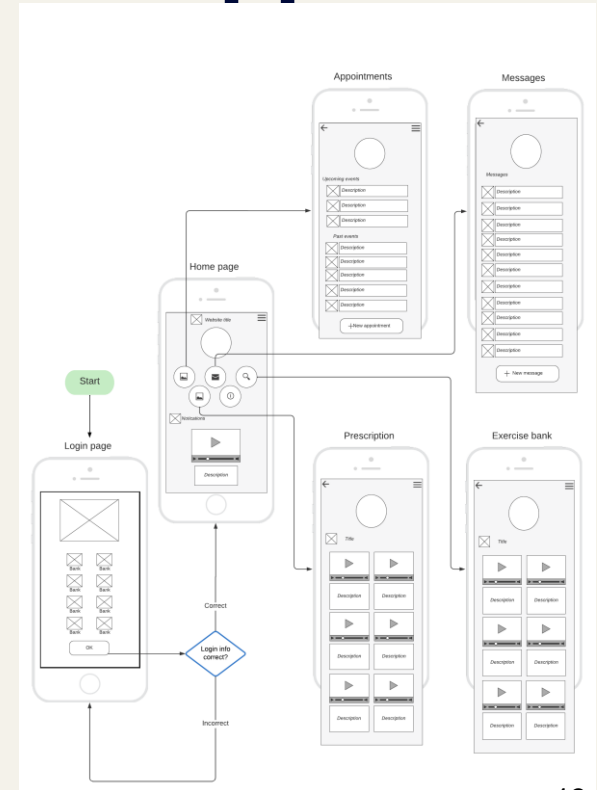 Appointments
Messages
Upcoming events
Description
Description
Description
Past events
Description
Description
Description
Description
Description
+New appointment
Messages
Description
Description
Description
Description
Description
Description
Description
Description
Description
Description
Description
+ New message
Home page
Website title
Description
Start
Login page
Bank Bank
Bank Bank
Bank Bank
Bank Bank
OK
Correct
Login info
correct?
Incorrect
Prescription
Title
Description Description
Description Description
Description Description
Exercise bank
Title
Description Description
Description Description
Description Description